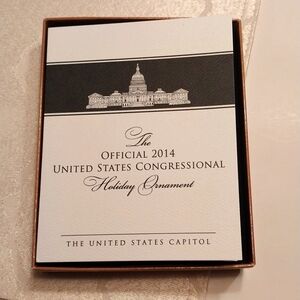 The
OFFICIAL 2014
UNITED STATES CONGRESSIONAL
Holiday Ornament
THE UNITED STATES CAPITOL